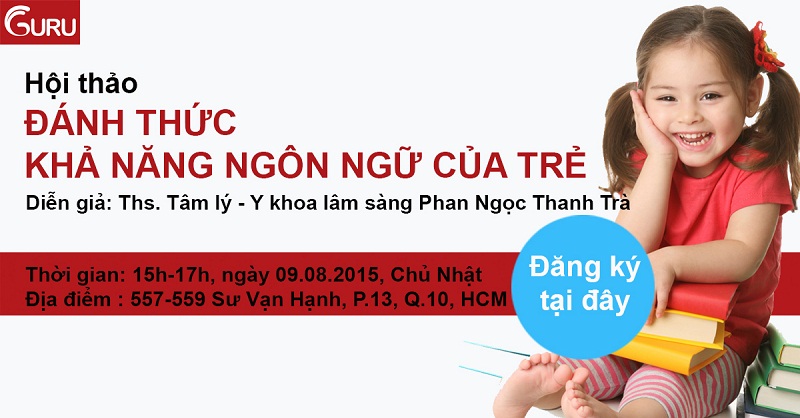 GURU
Hội thảo
ĐÁNH THỨC
KHẢ NĂNG NGÔN NGỮ CỦA TRẺ
Diễn giả: Ths. Tâm lý - Y khoa lâm sàng Phan Ngọc Thanh Trà
Thời gian: 15h-17h, ngày 09.08.2015, Chủ Nhật
Địa điểm : 557-559 Sư Vạn Hạnh, P.13, Q.10, HCM
Đăng ký
tại đây